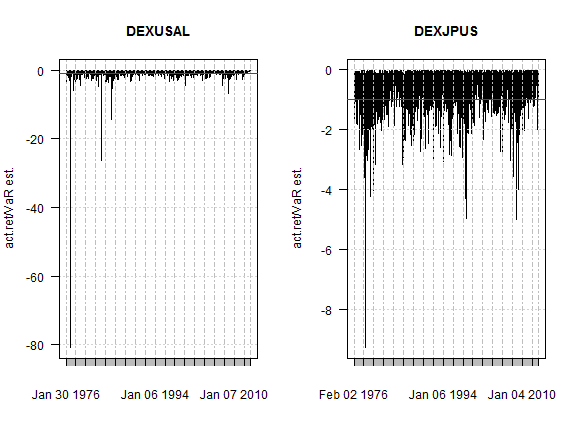 DEXUSAL
act.ret/VaR est.
0
-20
-40
-60
-80
Jan 30 1976
Jan 06 1994
Jan 07 2010
DEXJPUS
act.ret/VaR est.
0
-2
-4
-6
-8
Feb 02 1976
Jan 06 1994
Jan 04 2010